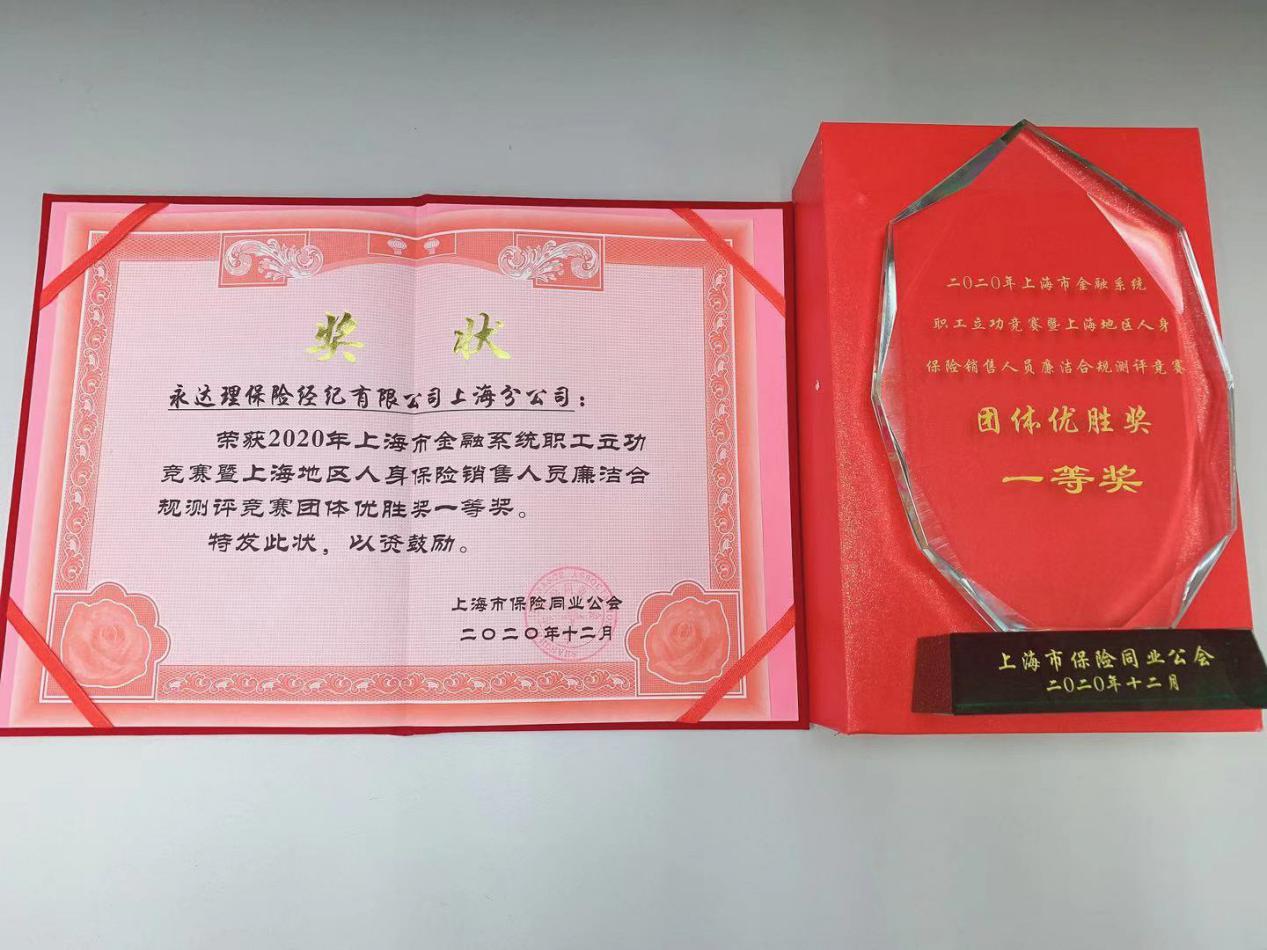 奖 状
永达理保险经纪有限公司上海分公司：
荣获2020年上海市金融系统职工立功
竞赛暨上海地区人身保险销售人员廉洁合
规测评竞赛团体优胜奖一等奖。
特发此状，以资鼓励。
上海市保险同业公会
二〇二〇年十二月
二〇二〇年上海市金融系统
职工立功竞赛暨上海地区人身
保险销售人员廉洁合规测评竞赛
团体优胜奖
一等奖
上海市保险同业公会
二〇二〇年十二月